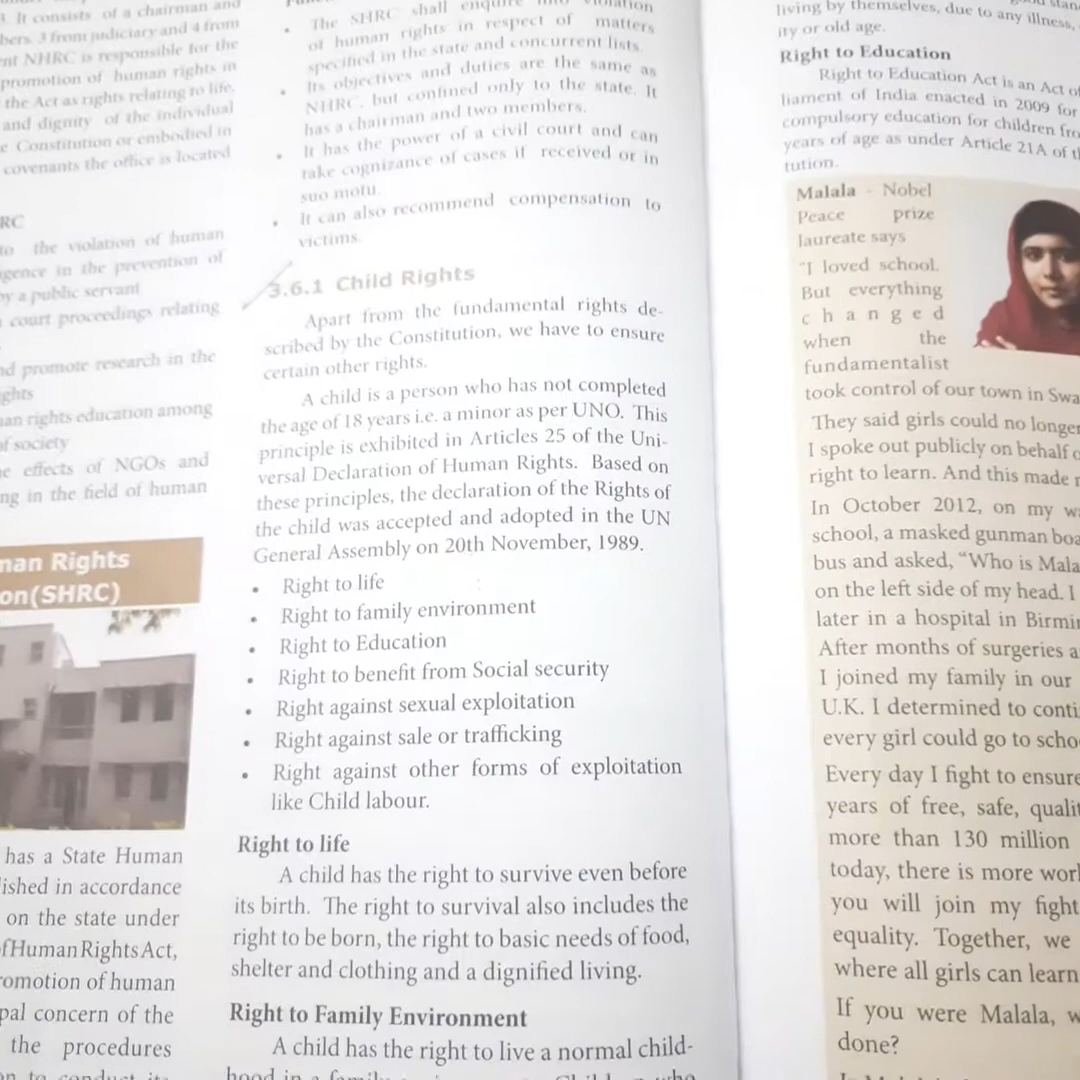 . It consists of a chairman and
bers. 3 from judiciary and 4 from
ent NHRC is responsible for the
promotion of human rights in
the Act as rights relating to life,
and dignity of the individual
e Constitution or embodied in
covenants the office is located
RC
to the violation of human
igence in the prevention of
by a public servant
court proceedings relating
nd promote research in the
ghts
nan rights education among
of society
e effects of NGOs and
ng in the field of human
man Rights
on(SHRC)
has a State Human
lished in accordance
on the state under
fHuman Rights Act,
romotion of human
pal concern of the
the procedures
• The SHRC shall enquire into violation
of human rights in respect of matters
specified in the state and concurrent lists.
• Its objectives and duties are the same as
NHRC, but confined only to the state. It
has a chairman and two members.
• It has the power of a civil court and can
take cognizance of cases if received or in
suo motu.
• It can also recommend compensation to
victims.
3.6.1 Child Rights
Apart from the fundamental rights de-
scribed by the Constitution, we have to ensure
certain other rights.
A child is a person who has not completed
the age of 18 years i.e. a minor as per UNO. This
principle is exhibited in Articles 25 of the Uni-
versal Declaration of Human Rights. Based on
these principles, the declaration of the Rights of
the child was accepted and adopted in the UN
General Assembly on 20th November, 1989.
• Right to life
• Right to family environment
• Right to Education
• Right to benefit from Social security
• Right against sexual exploitation
• Right against sale or trafficking
• Right against other forms of exploitation
like Child labour.
Right to life
A child has the right to survive even before
its birth. The right to survival also includes the
right to be born, the right to basic needs of food,
shelter and clothing and a dignified living.
Right to Family Environment
A child has the right to live a normal child-
hood in a family
living by themselves, due to any illness,
ity or old age.
Right to Education
Right to Education Act is an Act of
liament of India enacted in 2009 for
compulsory education for children fro
years of age as under Article 21A of th
tution.
Malala - Nobel
Peace prize
laureate says
"I loved school.
But everything
changed
when the
fundamentalist
took control of our town in Swa
They said girls could no longer
I spoke out publicly on behalf o
right to learn. And this made
In October 2012, on my w
school, a masked gunman boa
bus and asked, "Who is Mala
on the left side of my head. I
later in a hospital in Birmin
After months of surgeries a
I joined my family in our
U.K. I determined to conti
every girl could go to scho
Every day I fight to ensure
years of free, safe, qualit
more than 130 million
today, there is more worl
you will join my fight
equality. Together, we
where all girls can learn
If you were Malala, w
done?